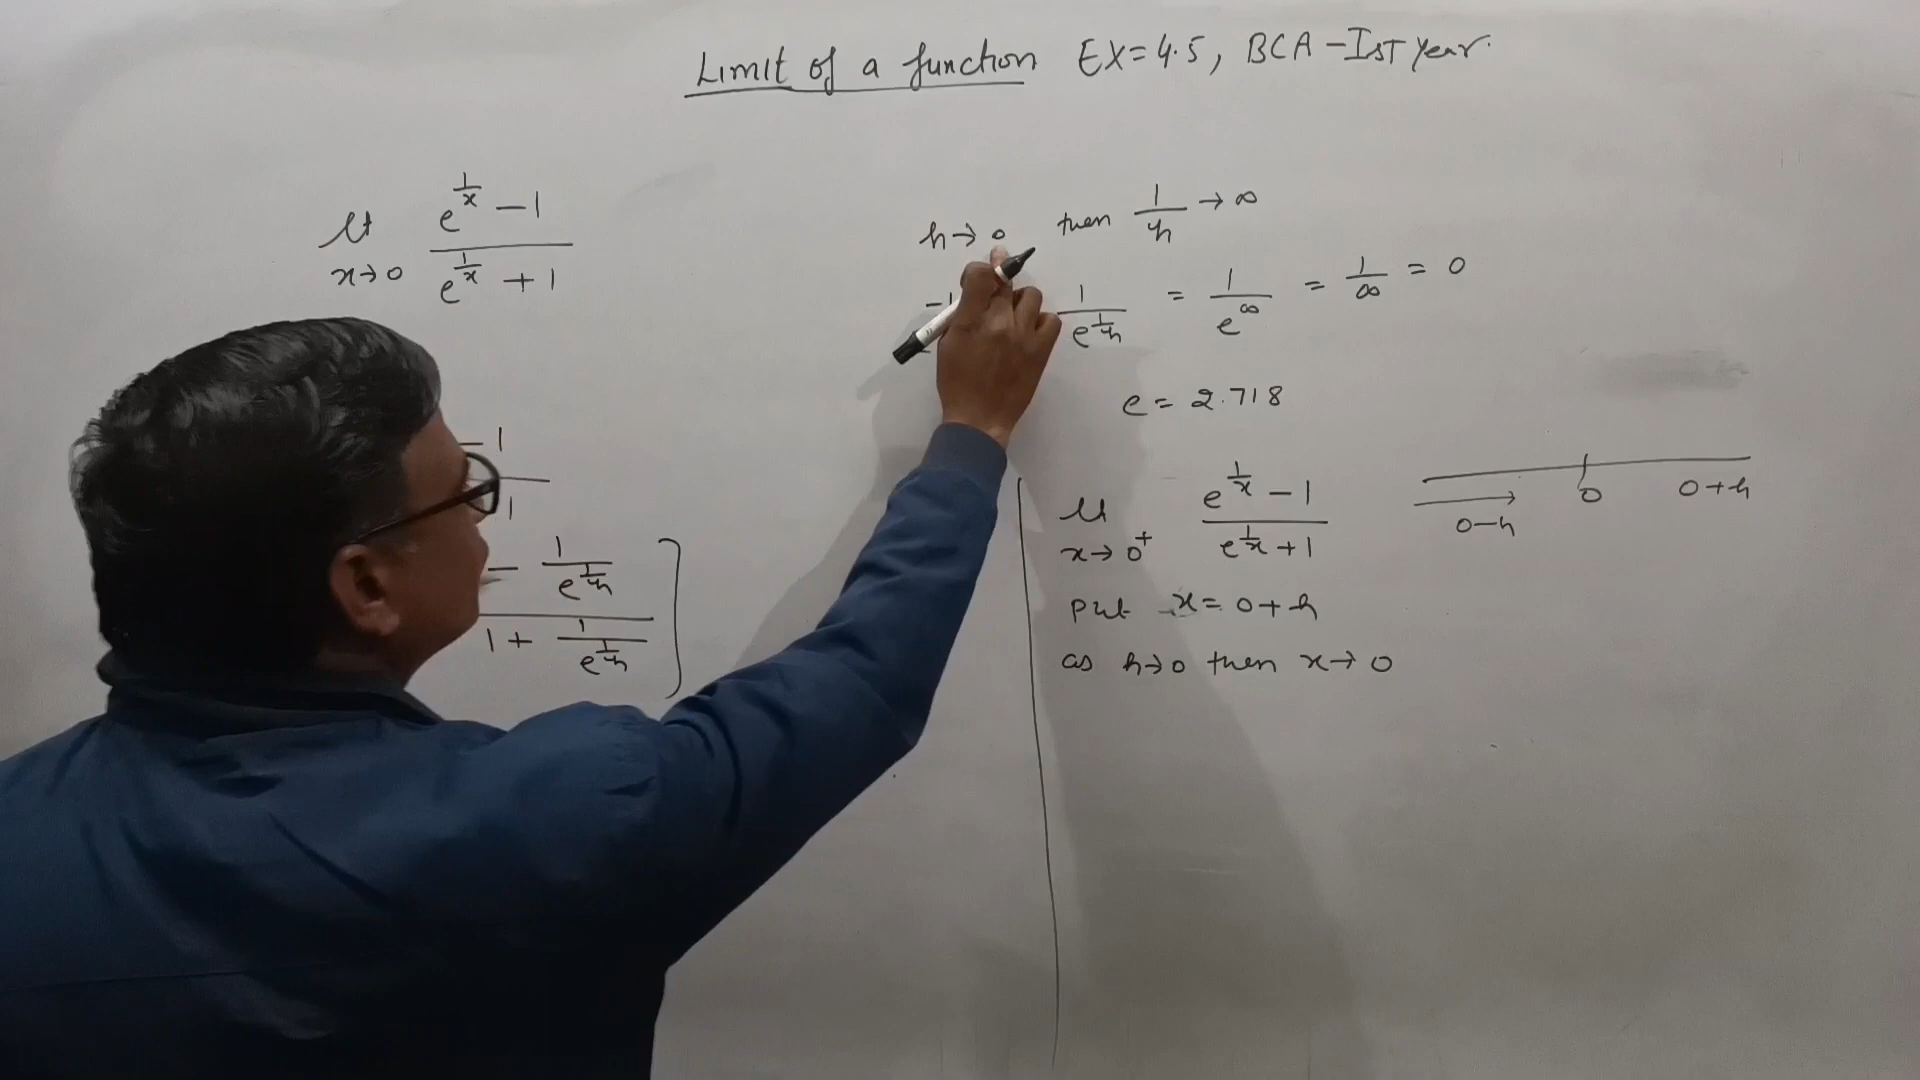 Limit of a function EX=4.5, BCA-Ist year.
lt x→0 (e^(1/x) - 1)/(e^(1/x) + 1)
h→0 then 1/h → ∞
1/e^(1/h) = 1/e^∞ = 1/∞ = 0
e = 2.718
-1
1
- 1/e^(1/h)
1 + 1/e^(1/h)
lt x→0⁺ (e^(1/x) - 1)/(e^(1/x) + 1)
0-h 0 0+h
put x = 0+h
as h→0 then x→0